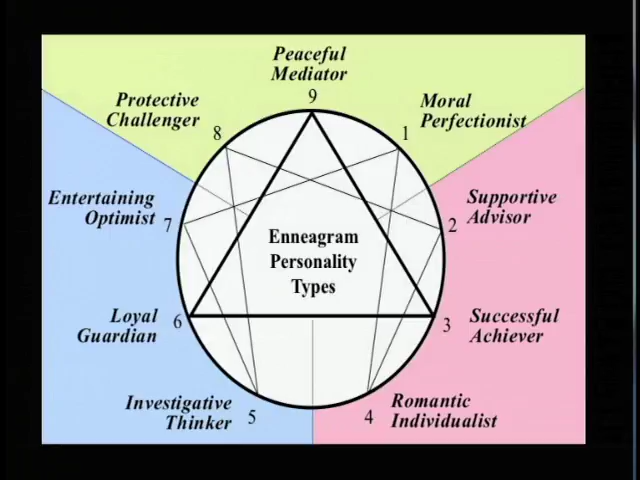 Peaceful
Mediator
9
Protective
Challenger
8
Moral
Perfectionist
1
Entertaining
Optimist
7
Supportive
Advisor
2
Enneagram
Personality
Types
Loyal
Guardian
6
Successful
Achiever
3
Investigative
Thinker
5
Romantic
Individualist
4